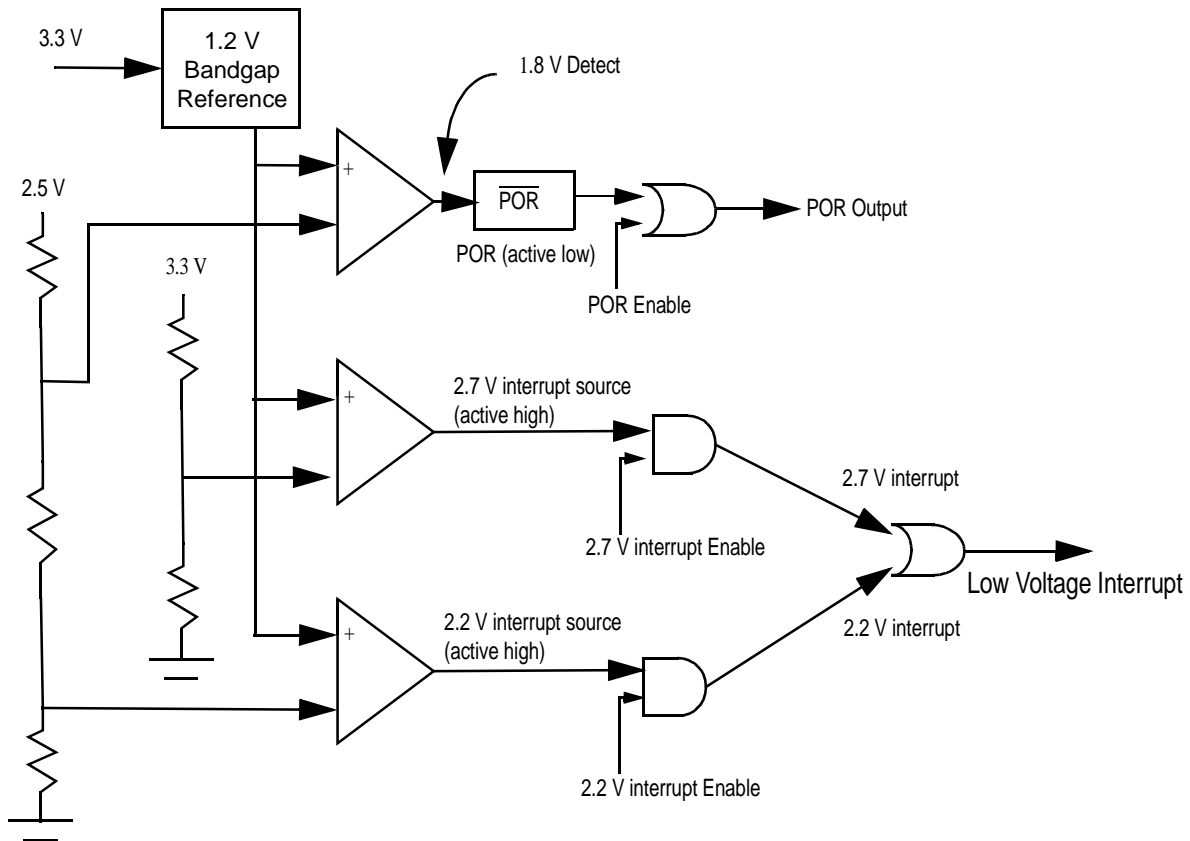 3.3 V
1.2 V
Bandgap
Reference
1.8 V Detect
+
2.5 V
POR
POR Output
POR (active low)
3.3 V
POR Enable
+
2.7 V interrupt source
(active high)
2.7 V interrupt
2.7 V interrupt Enable
Low Voltage Interrupt
+
2.2 V interrupt source
(active high)
2.2 V interrupt
2.2 V interrupt Enable